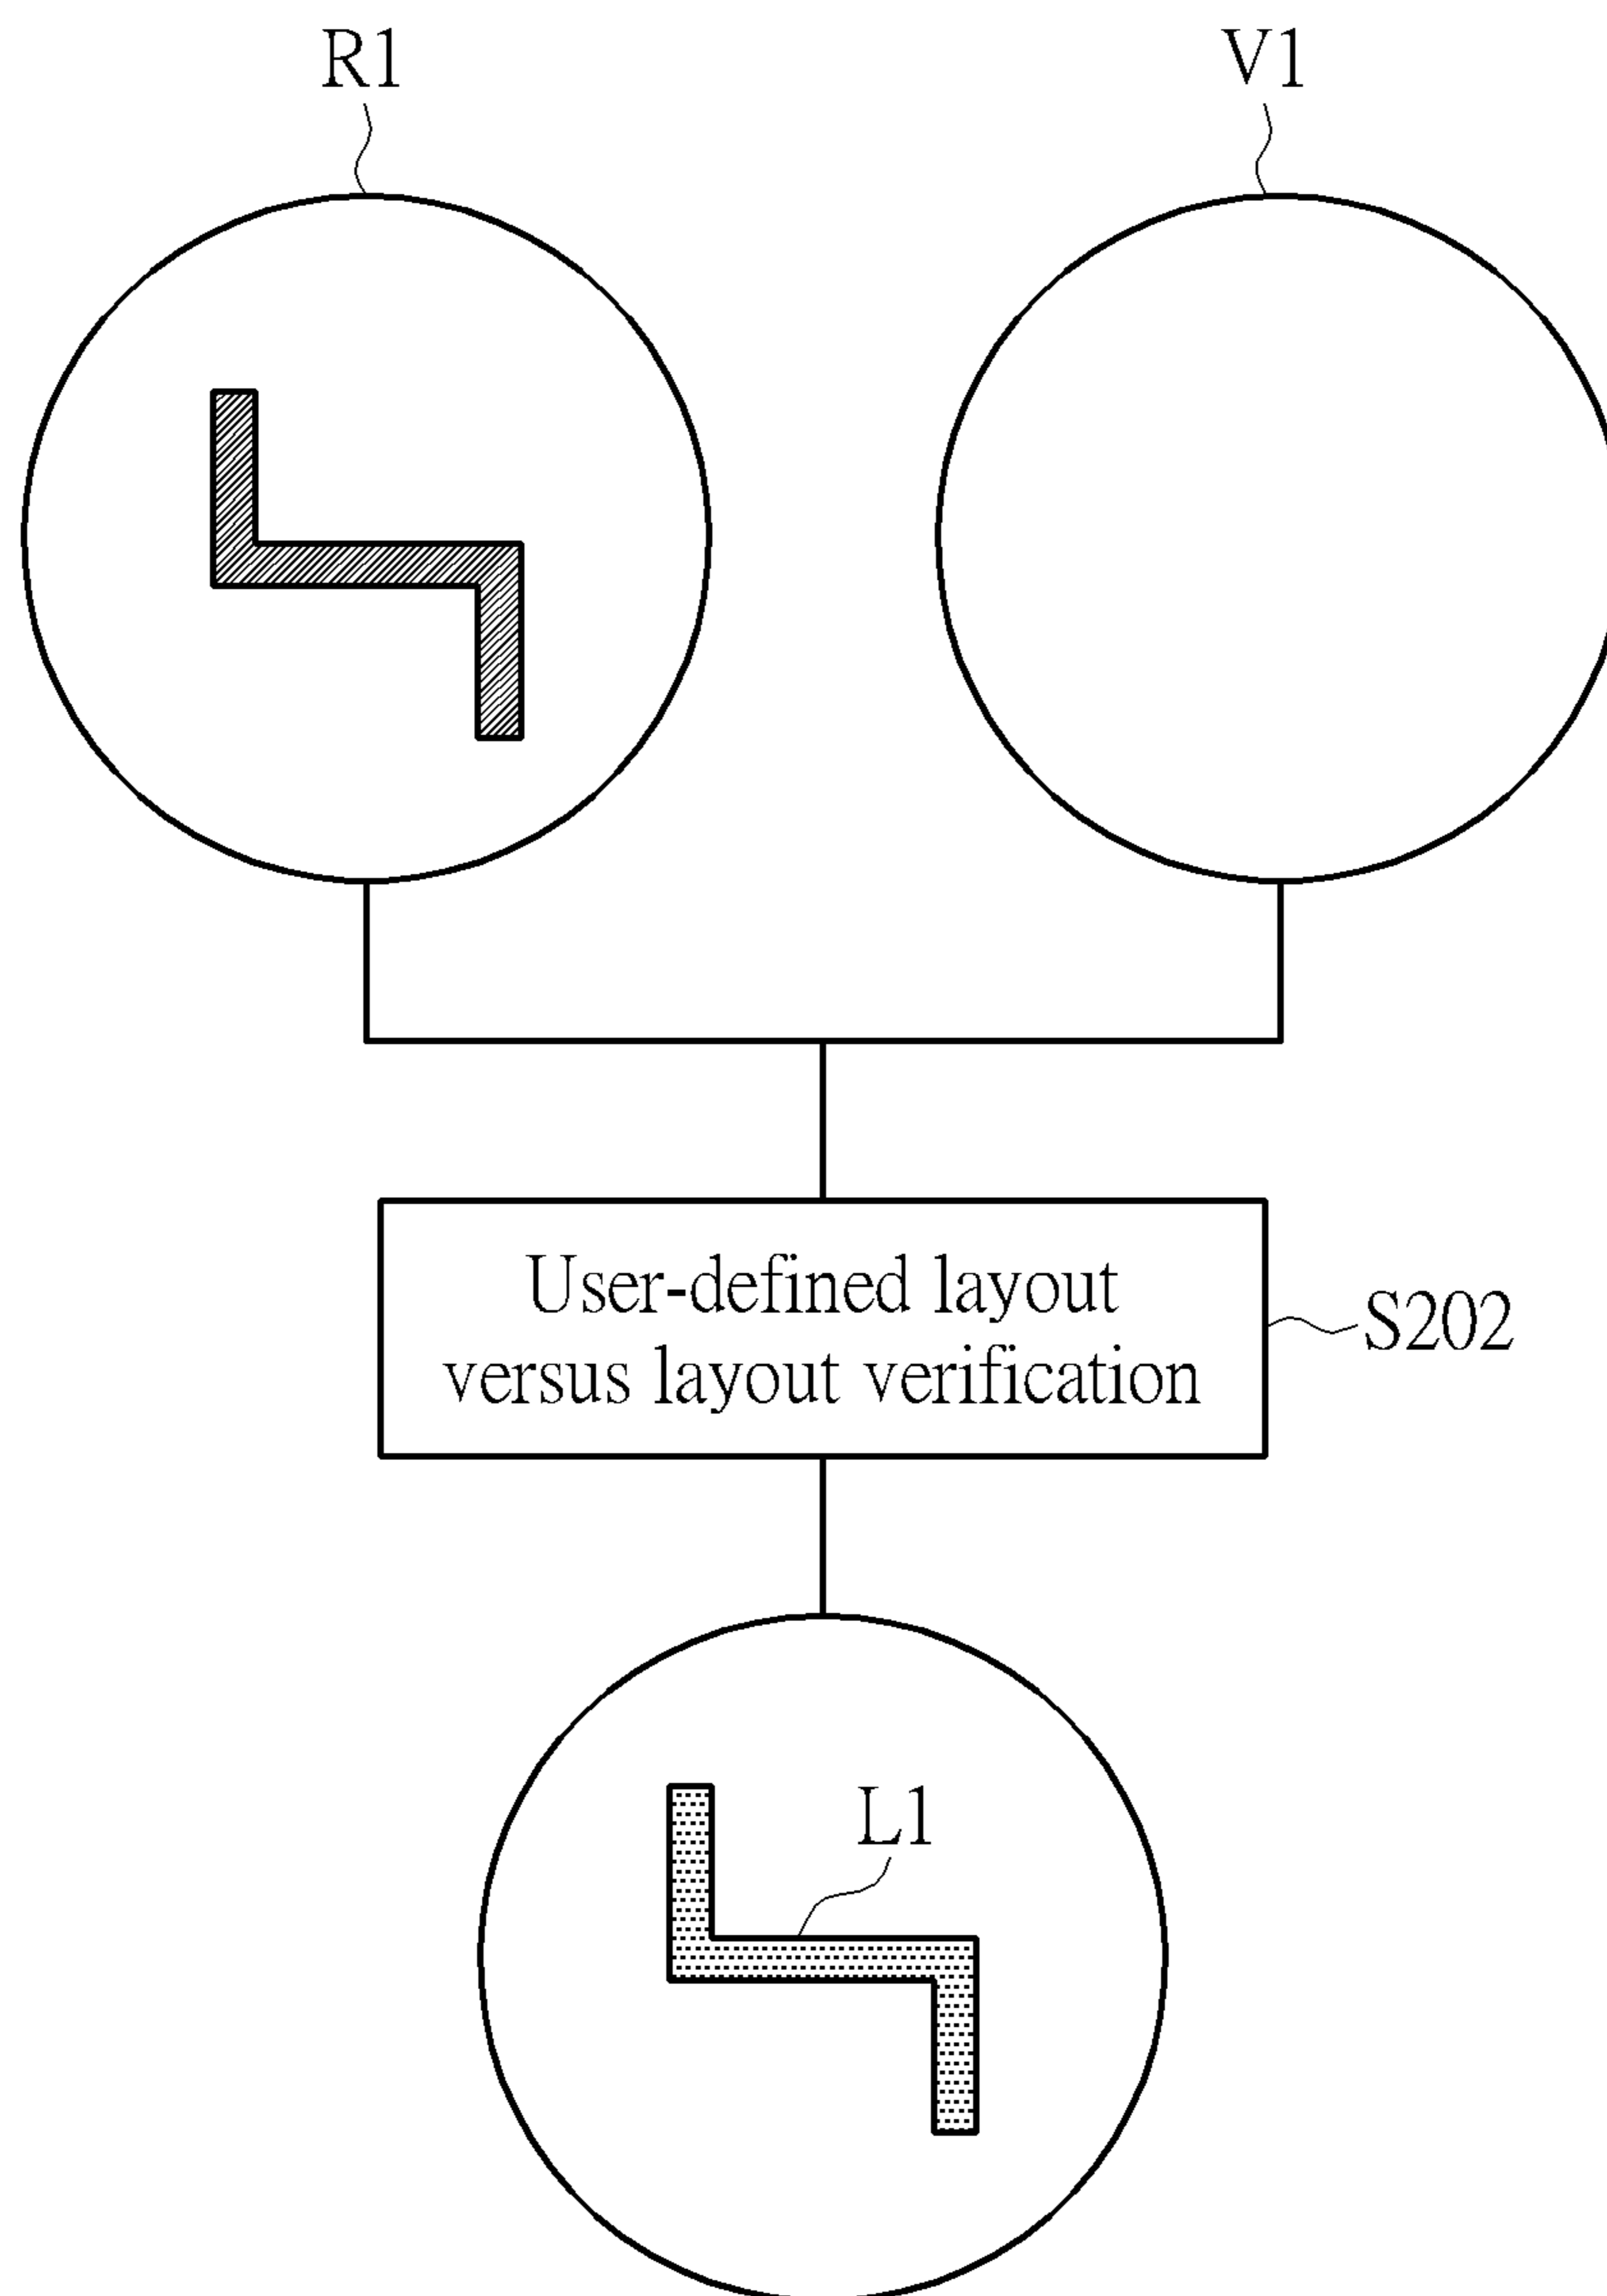 R1
V1
User-defined layout
versus layout verification
S202
L1